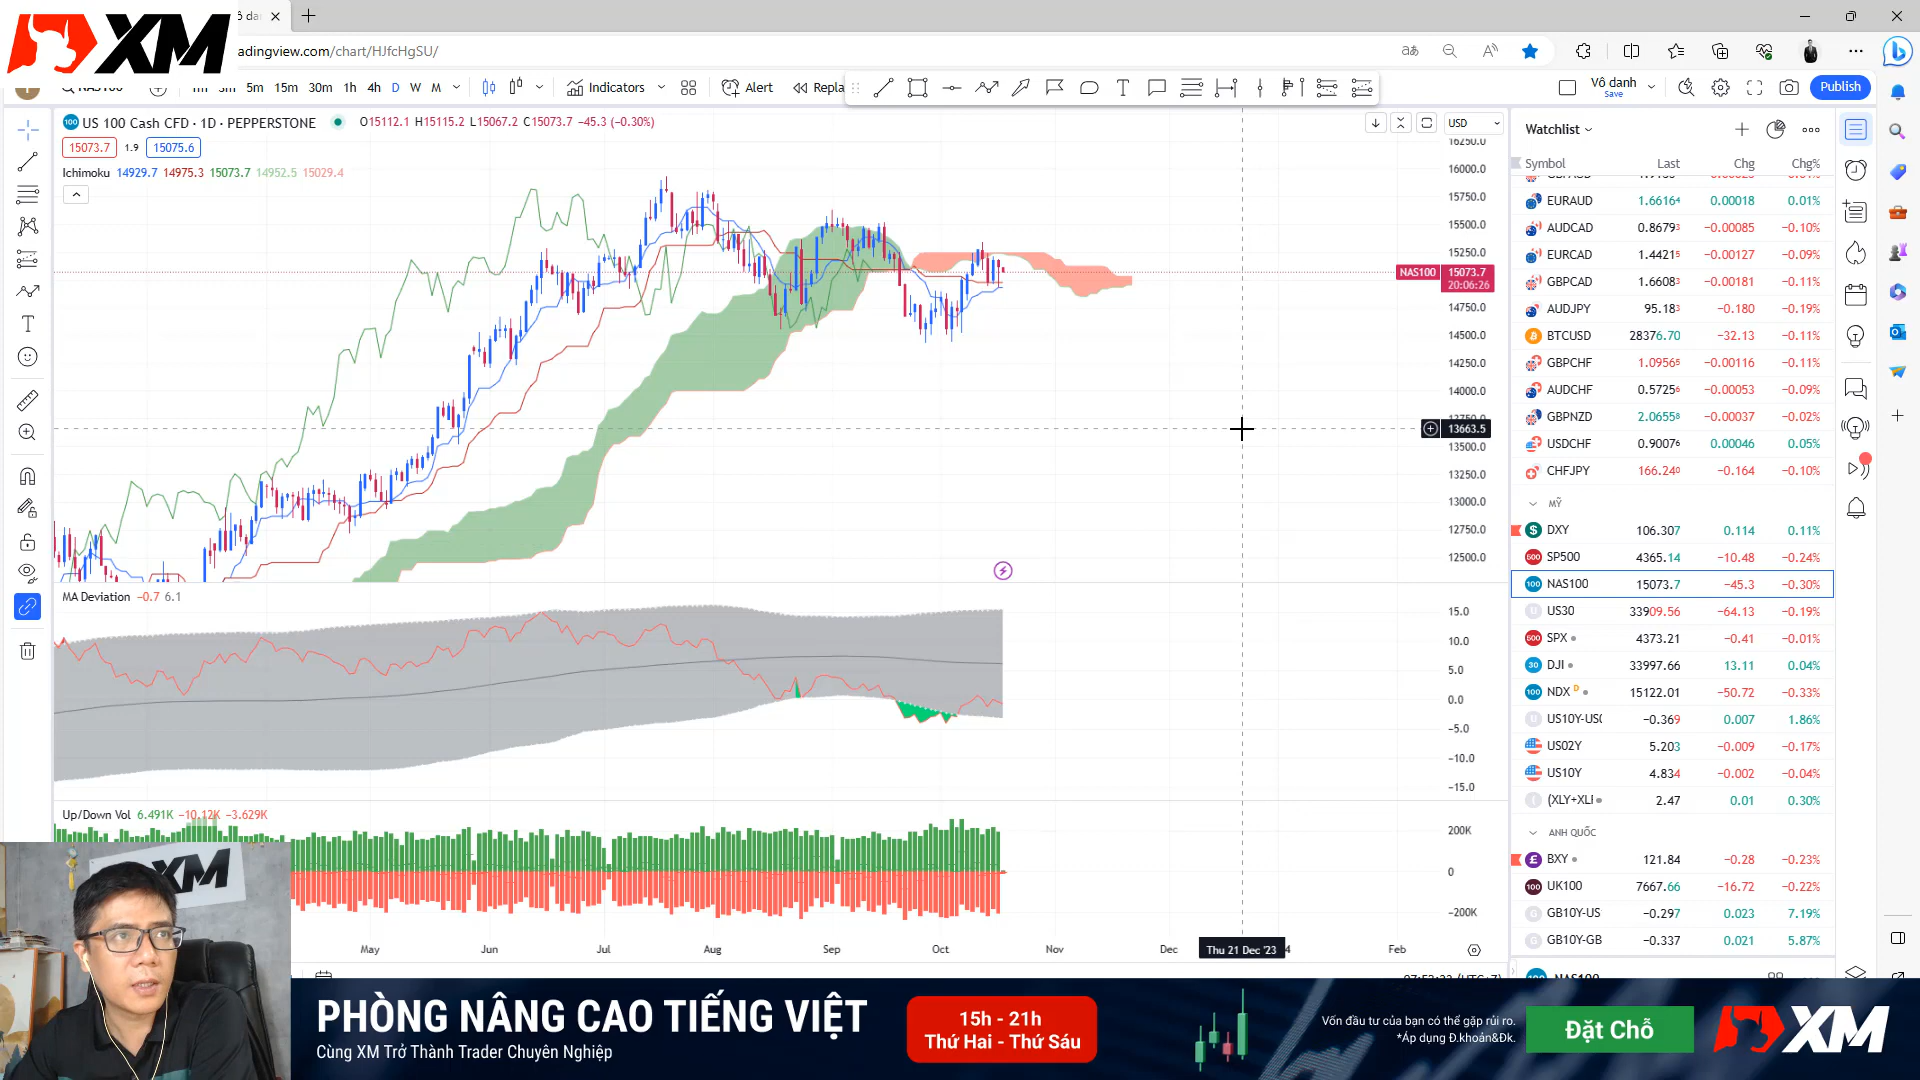 XM
tradingview.com/chart/HJfcHgSU/
5m 15m 30m 1h 4h D W M
Indicators
Alert
Vô danh
Save
Publish
US 100 Cash CFD · 1D · PEPPERSTONE
O15112.1 H15115.2 L15067.2 C15073.7 −45.3 (−0.30%)
USD
15073.7 1.9 15075.6
Ichimoku 14929.7 14975.3 15073.7 14952.5 15029.4
16250.0
16000.0
15750.0
15500.0
15250.0
NAS100 15073.7
20:06:26
14750.0
14500.0
14250.0
14000.0
13750.0
13663.5
13500.0
13250.0
13000.0
12750.0
12500.0
MA Deviation −0.7 6.1
15.0
10.0
5.0
0.0
−5.0
−10.0
−15.0
Up/Down Vol 6.491K −10.12K −3.629K
200K
0
−200K
May Jun Jul Aug Sep Oct Nov Dec Thu 21 Dec '23 Feb
Watchlist
Symbol Last Chg Chg%
EURAUD 1.66164 0.00018 0.01%
AUDCAD 0.86793 −0.00085 −0.10%
EURCAD 1.44215 −0.00127 −0.09%
GBPCAD 1.66083 −0.00181 −0.11%
AUDJPY 95.183 −0.180 −0.19%
BTCUSD 28376.70 −32.13 −0.11%
GBPCHF 1.09565 −0.00116 −0.11%
AUDCHF 0.57256 −0.00053 −0.09%
GBPNZD 2.06558 −0.00037 −0.02%
USDCHF 0.90076 0.00046 0.05%
CHFJPY 166.240 −0.164 −0.10%
MỸ
DXY 106.307 0.114 0.11%
SP500 4365.14 −10.48 −0.24%
NAS100 15073.7 −45.3 −0.30%
US30 33909.56 −64.13 −0.19%
SPX 4373.21 −0.41 −0.01%
DJI 33997.66 13.11 0.04%
NDX D 15122.01 −50.72 −0.33%
US10Y-US0 −0.369 0.007 1.86%
US02Y 5.203 −0.009 −0.17%
US10Y 4.834 −0.002 −0.04%
(XLY+XLI 2.47 0.01 0.30%
ANH QUỐC
BXY 121.84 −0.28 −0.23%
UK100 7667.66 −16.72 −0.22%
GB10Y-US −0.297 0.023 7.19%
GB10Y-GB −0.337 0.021 5.87%
XM
PHÒNG NÂNG CAO TIẾNG VIỆT
Cùng XM Trở Thành Trader Chuyên Nghiệp
15h - 21h
Thứ Hai - Thứ Sáu
Vốn đầu tư của bạn có thể gặp rủi ro.
*Áp dụng Đ.khoản&Đk.
Đặt Chỗ
XM